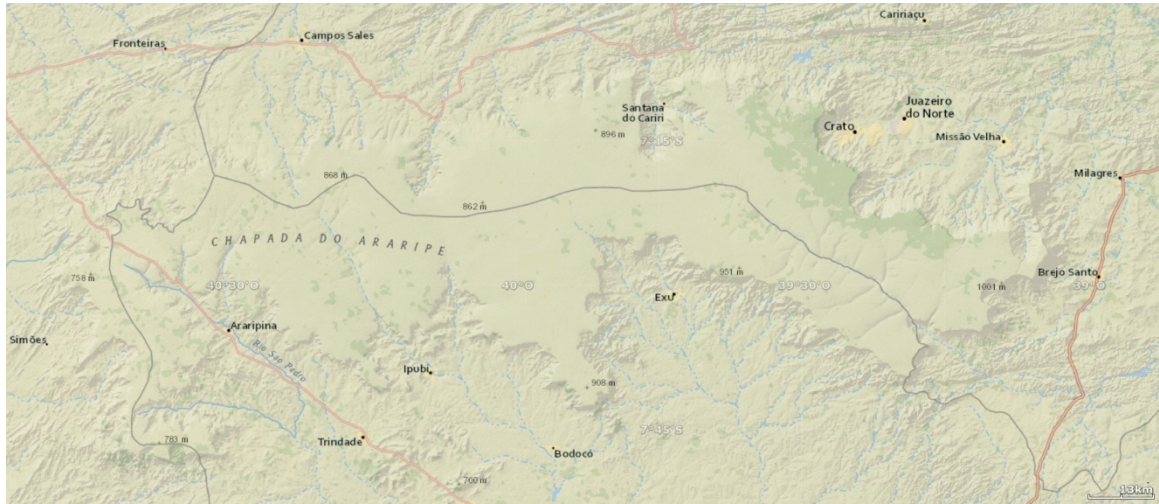 Caririaçu
Campos Sales
Fronteiras
Santana
do Cariri
896 m
7°15'S
Juazeiro
do Norte
Crato
Missão Velha
Milagres
868 m
862 m
CHAPADA DO ARARIPE
758 m
40°30'O
40°O
951 m
39°30'O
1001 m
Brejo Santo
39°O
Exu
Araripina
Simões
Rio São Pedro
Ipubi
908 m
7°45'S
Trindade
783 m
Bodocó
700 m
13km